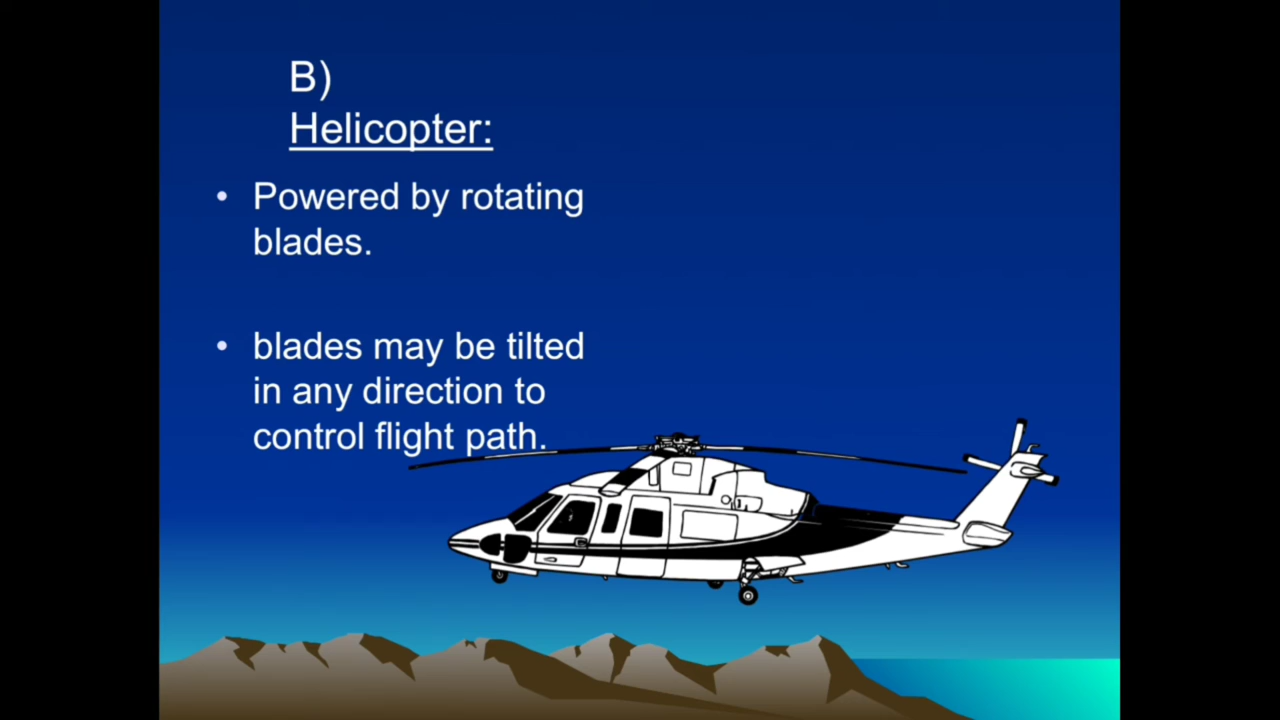 B)
Helicopter:
• Powered by rotating
blades.
• blades may be tilted
in any direction to
control flight path.